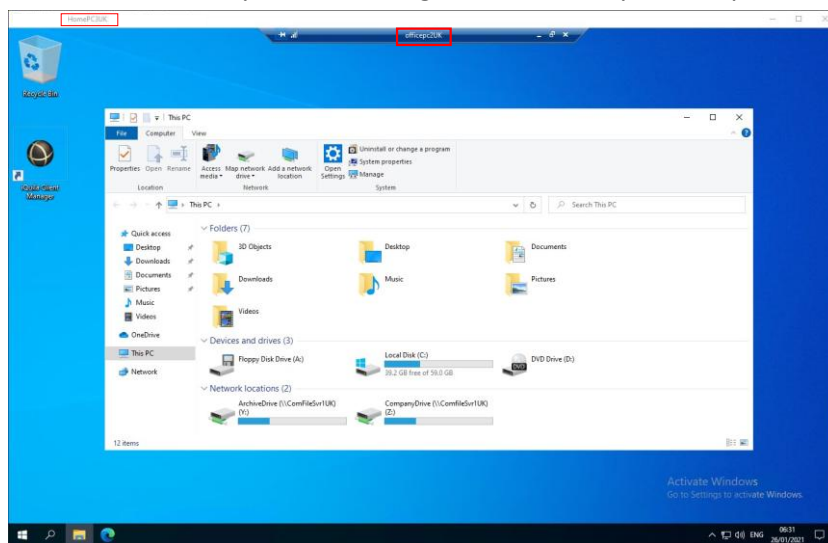 HomePC3UK
officepc2UK
Recycle Bin
Manager
This PC
File Computer View
Properties Open Rename
Access media
Map network drive
Add a network location
Open Settings
Uninstall or change a program
System properties
Manage
Location Network System
This PC
Search This PC
Quick access
Desktop
Downloads
Documents
Pictures
Music
Videos
OneDrive
This PC
Network
Folders (7)
3D Objects
Desktop
Documents
Downloads
Music
Pictures
Videos
Devices and drives (3)
Floppy Disk Drive (A:)
Local Disk (C:)
39.2 GB free of 59.0 GB
DVD Drive (D:)
Network locations (2)
ArchiveDrive (\\ComFileSvr1UK)
(Y:)
CompanyDrive (\\ComfileSvr1UK)
(Z:)
12 items
Activate Windows
Go to Settings to activate Windows.
ENG
06:31
26/01/2021